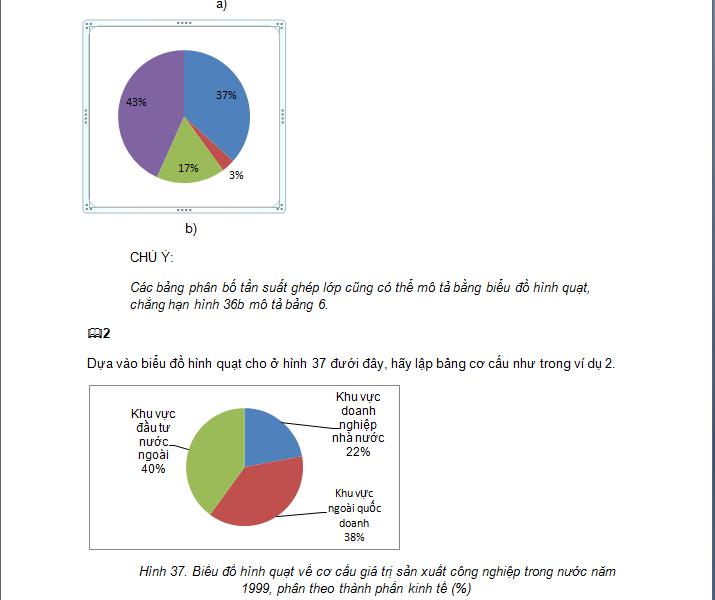 a)
43%
37%
17%
3%
b)
CHÚ Ý:
Các bảng phân bố tần suất ghép lớp cũng có thể mô tả bằng biểu đồ hình quạt,
chẳng hạn hình 36b mô tả bảng 6.
2
Dựa vào biểu đồ hình quạt cho ở hình 37 dưới đây, hãy lập bảng cơ cấu như trong ví dụ 2.
Khu vực
đầu tư
nước
ngoài
40%
Khu vực
doanh
nghiệp
nhà nước
22%
Khu vực
ngoài quốc
doanh
38%
Hình 37. Biểu đồ hình quạt về cơ cấu giá trị sản xuất công nghiệp trong nước năm
1999, phân theo thành phần kinh tế (%)